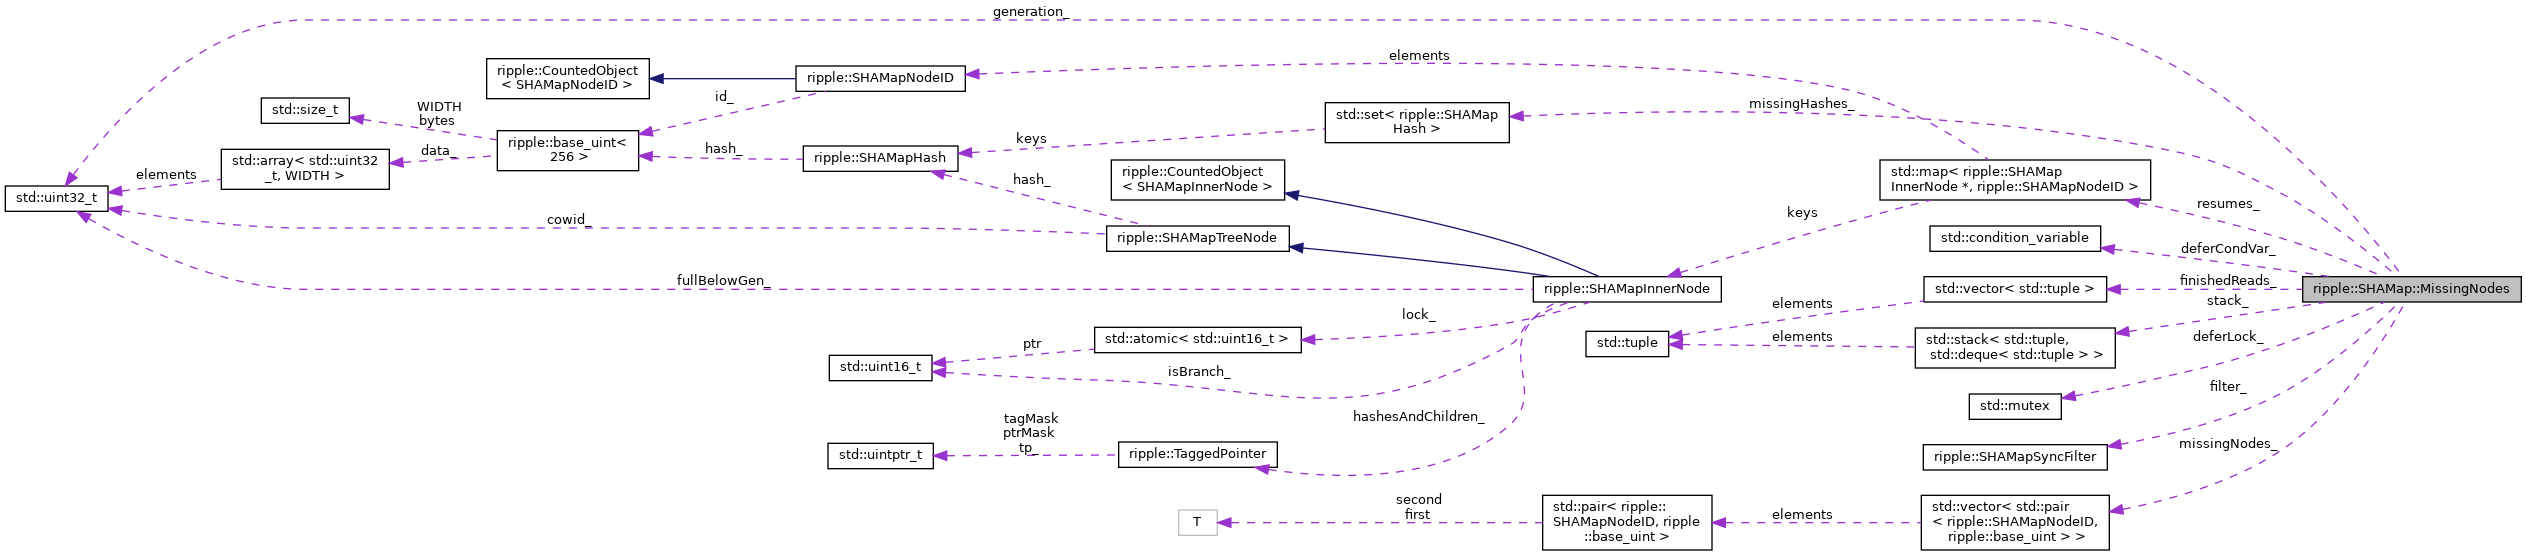 generation_
elements
ripple::CountedObject
< SHAMapNodeID >
ripple::SHAMapNodeID
id_
std::size_t
WIDTH
bytes
missingHashes_
std::set< ripple::SHAMap
Hash >
keys
ripple::base_uint<
256 >
hash_
ripple::SHAMapHash
std::array< std::uint32
_t, WIDTH >
data_
elements
std::uint32_t
ripple::CountedObject
< SHAMapInnerNode >
hash_
std::map< ripple::SHAMap
InnerNode *, ripple::SHAMapNodeID >
resumes_
keys
cowid_
ripple::SHAMapTreeNode
std::condition_variable
deferCondVar_
fullBelowGen_
ripple::SHAMapInnerNode
std::vector< std::tuple >
finishedReads_
ripple::SHAMap::MissingNodes
elements
stack_
lock_
std::atomic< std::uint16_t >
ptr
std::uint16_t
isBranch_
std::tuple
elements
std::stack< std::tuple,
std::deque< std::tuple > >
deferLock_
std::mutex
filter_
hashesAndChildren_
tagMask
ptrMask
tp_
std::uintptr_t
ripple::TaggedPointer
ripple::SHAMapSyncFilter
missingNodes_
T
second
first
std::pair< ripple::
SHAMapNodeID, ripple
::base_uint >
elements
std::vector< std::pair
< ripple::SHAMapNodeID,
ripple::base_uint > >